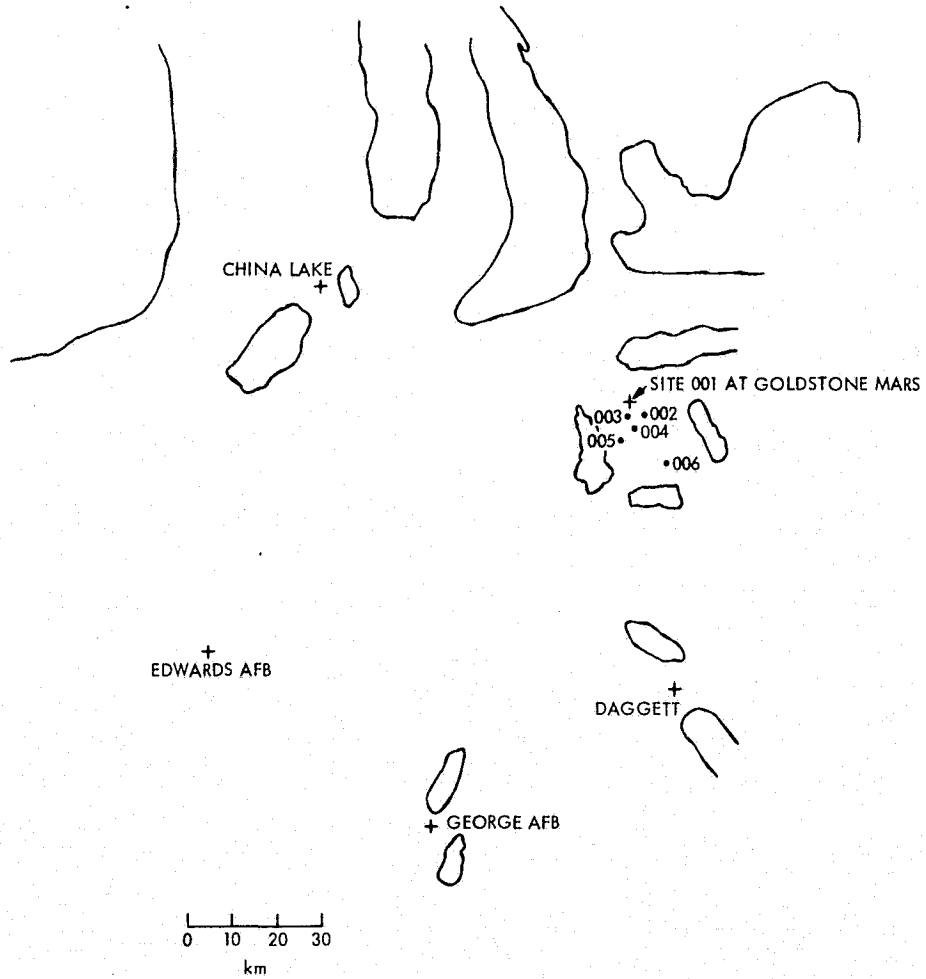 CHINA LAKE
SITE 001 AT GOLDSTONE MARS
003
002
004
005
006
EDWARDS AFB
DAGGETT
GEORGE AFB
0 10 20 30
km